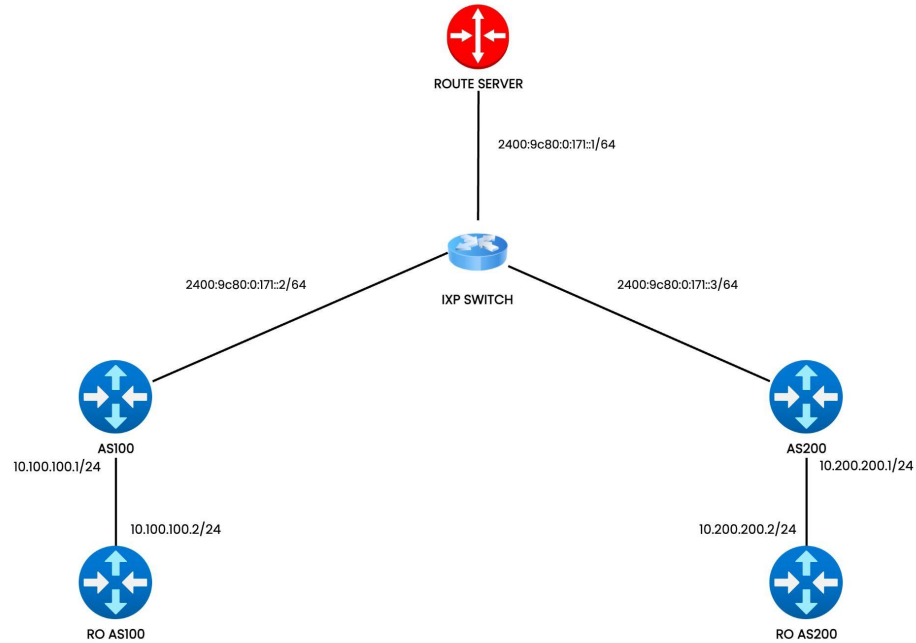 ROUTE SERVER
2400:9c80:0:171::1/64
2400:9c80:0:171::2/64
2400:9c80:0:171::3/64
IXP SWITCH
AS100
AS200
10.100.100.1/24
10.200.200.1/24
10.100.100.2/24
10.200.200.2/24
RO AS100
RO AS200